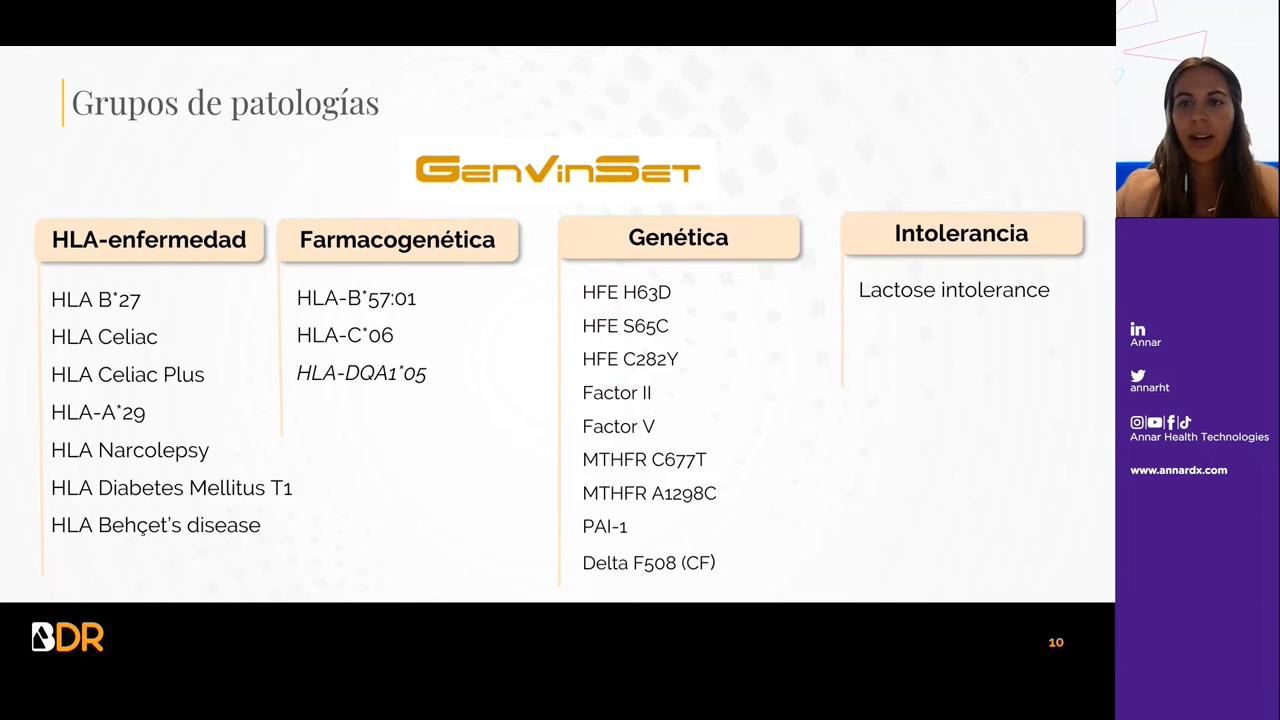 Grupos de patologías
GENVINSET
HLA-enfermedad
HLA B*27
HLA Celiac
HLA Celiac Plus
HLA-A*29
HLA Narcolepsy
HLA Diabetes Mellitus T1
HLA Behçet's disease
Farmacogenética
HLA-B*57:01
HLA-C*06
HLA-DQA1*05
Genética
HFE H63D
HFE S65C
HFE C282Y
Factor II
Factor V
MTHFR C677T
MTHFR A1298C
PAI-1
Delta F508 (CF)
Intolerancia
Lactose intolerance
BDR
10
in
Annar
annarht
Annar Health Technologies
www.annardx.com